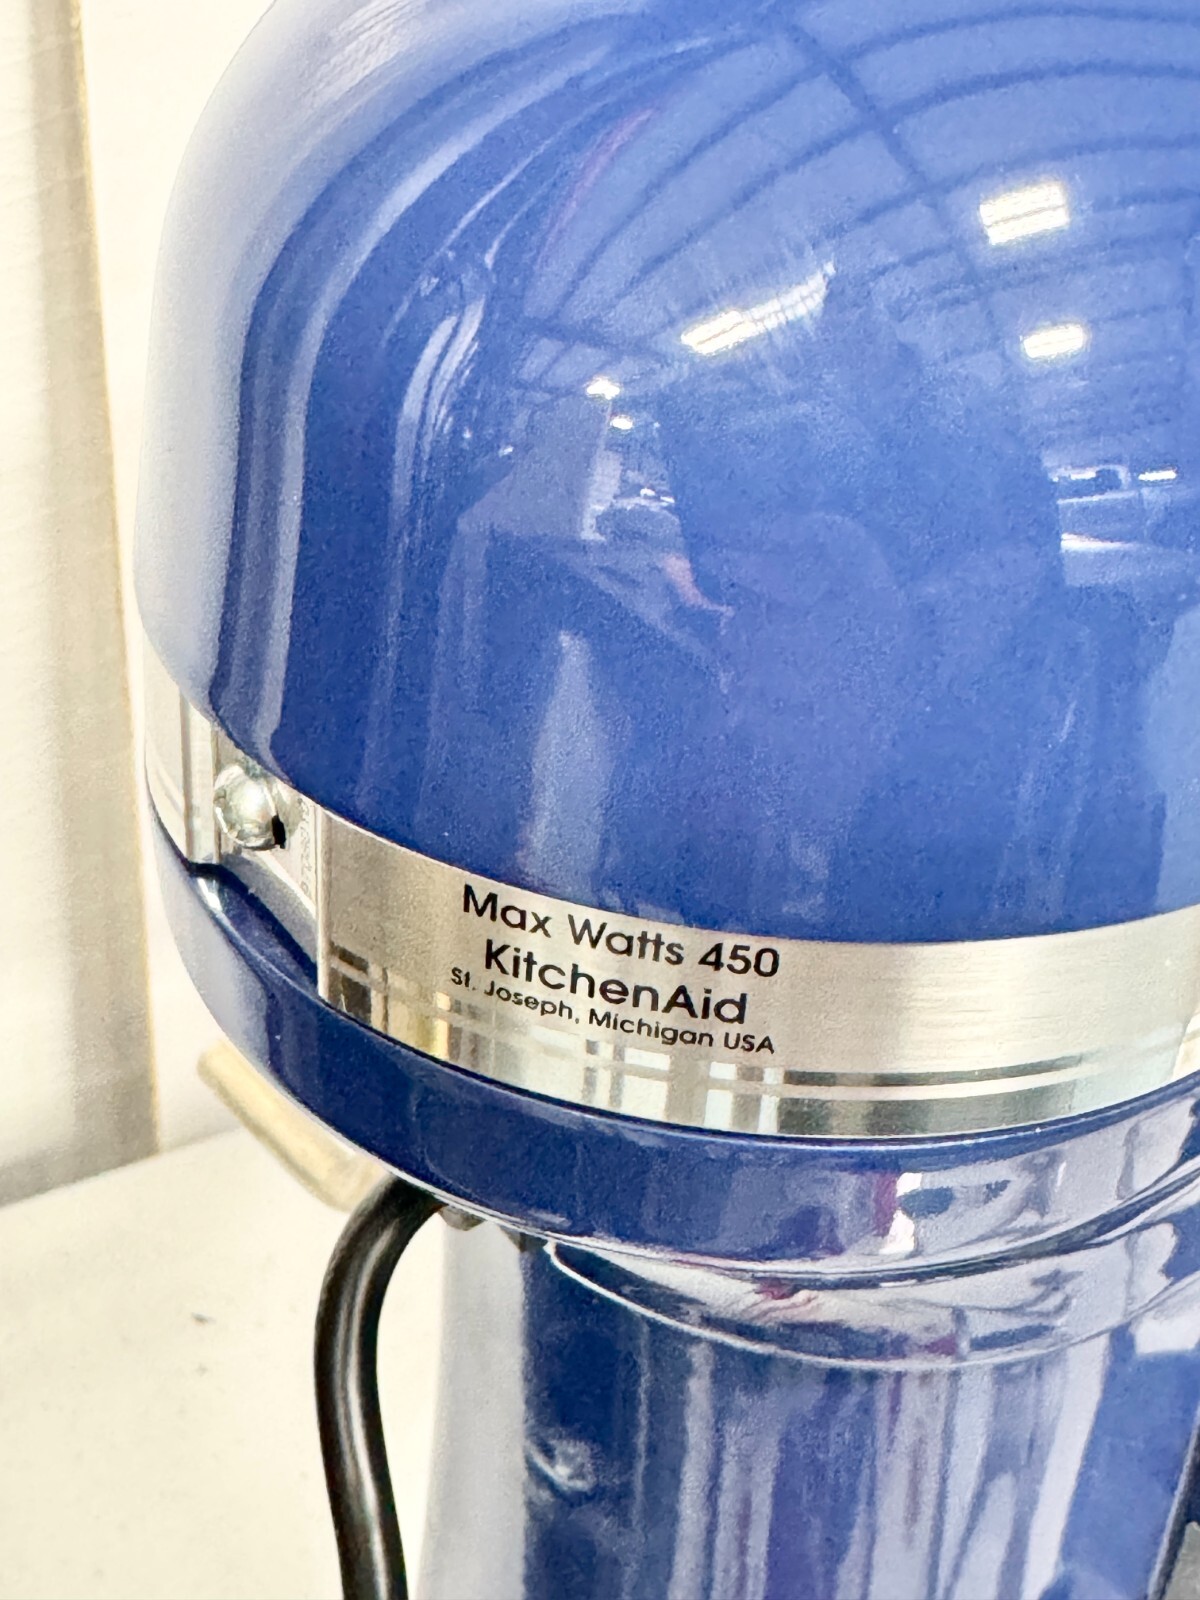 Max Watts 450
KitchenAid
St. Joseph, Michigan USA